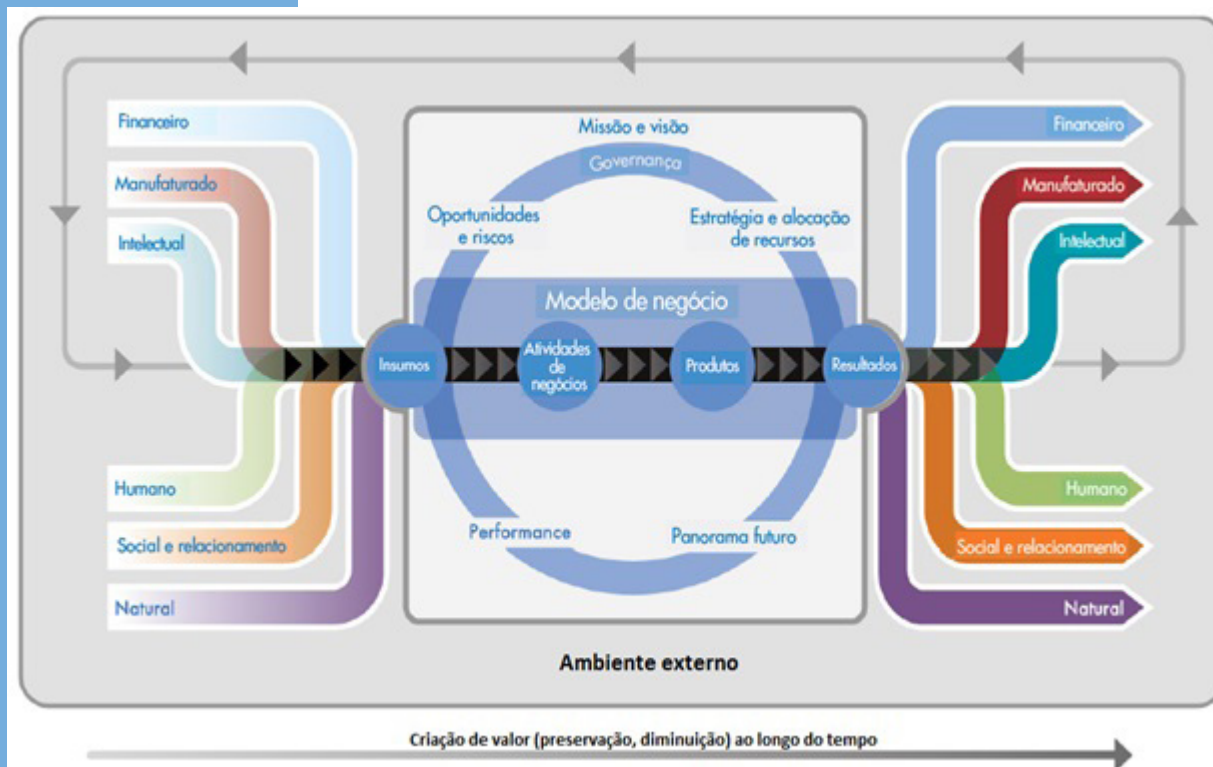 Financeiro
Manufaturado
Intelectual
Humano
Social e relacionamento
Natural
Missão e visão
Governança
Oportunidades
e riscos
Estratégia e alocação
de recursos
Modelo de negócio
Insumos
Atividades
de
negócios
Produtos
Resultados
Performance
Panorama futuro
Financeiro
Manufaturado
Intelectual
Humano
Social e relacionamento
Natural
Ambiente externo
Criação de valor (preservação, diminuição) ao longo do tempo